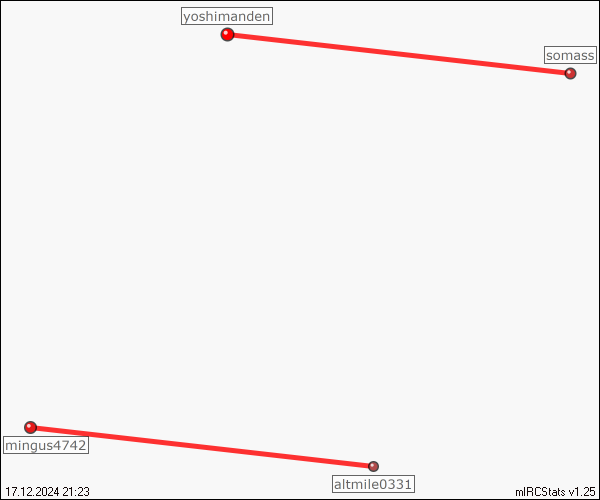 yoshimanden
somass
mingus4742
altmile0331
17.12.2024 21:23
mIRCStats v1.25